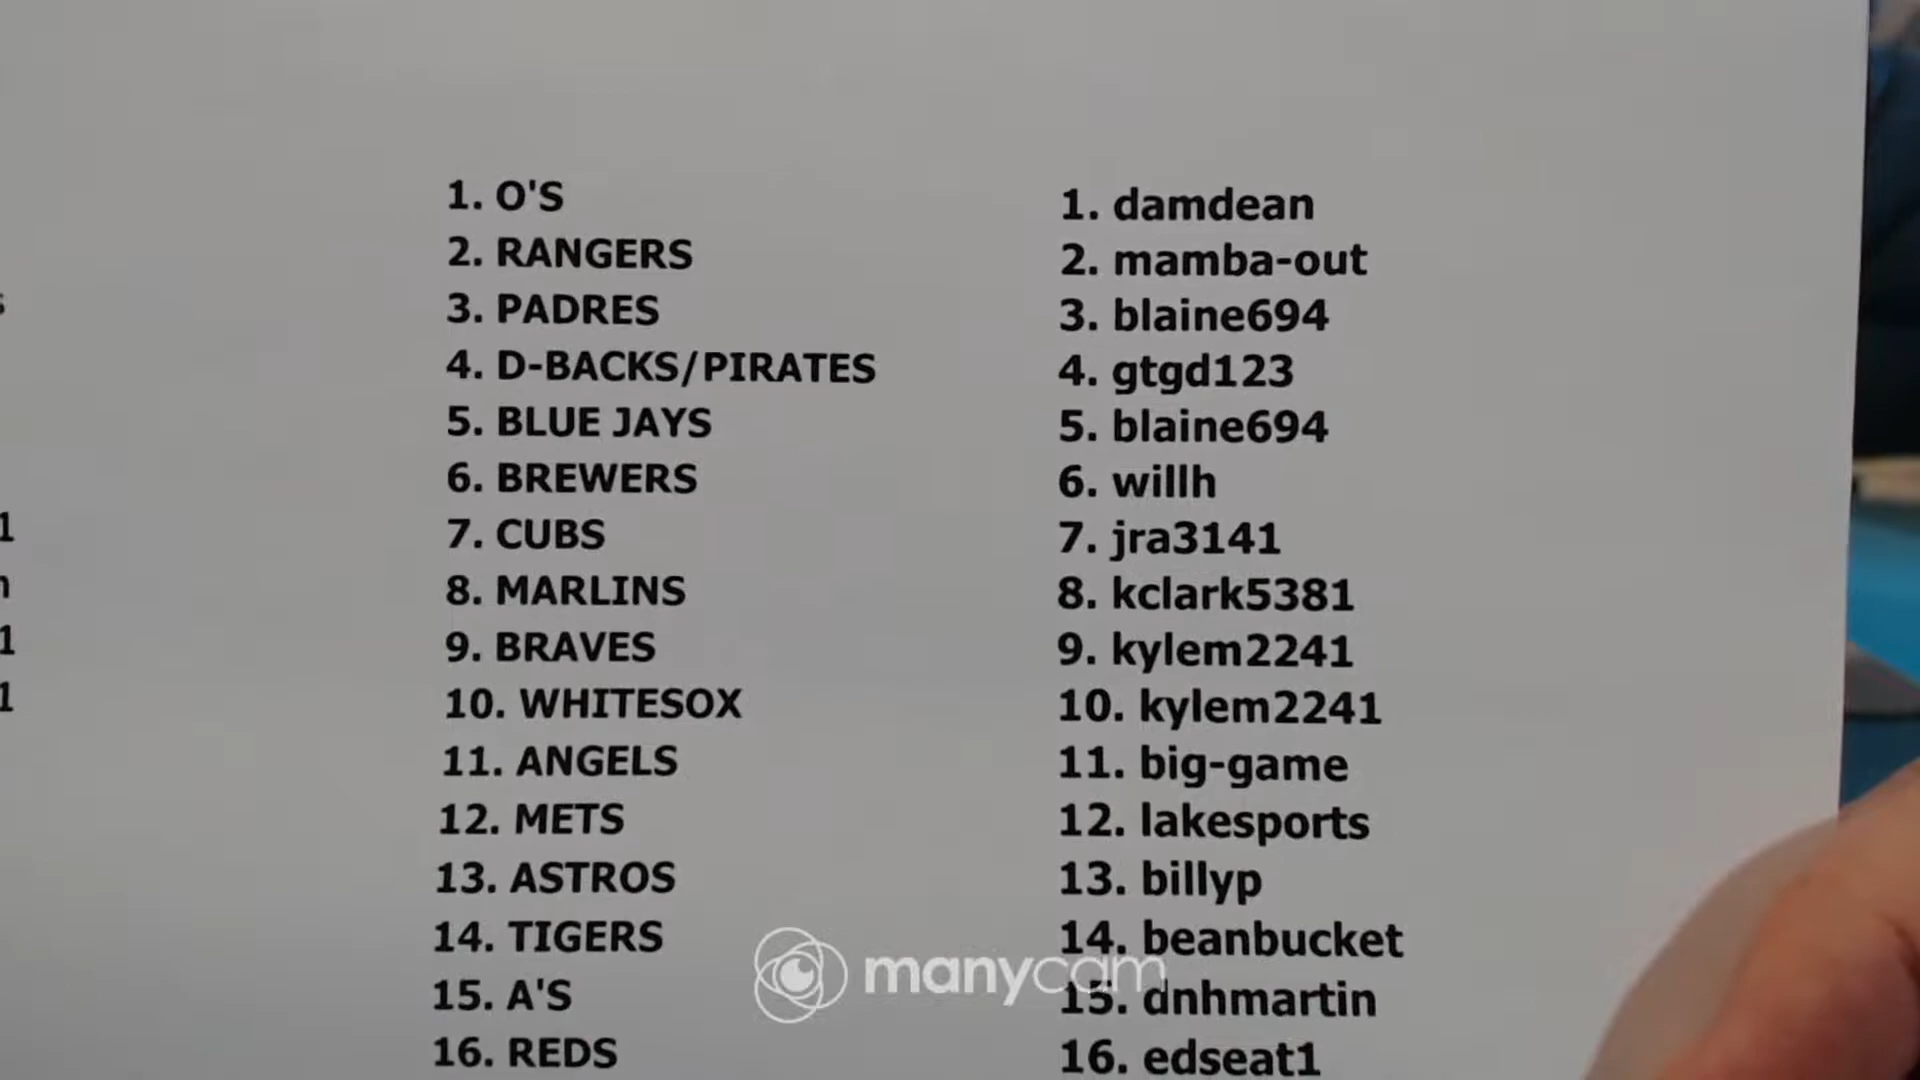 1. O'S
2. RANGERS
3. PADRES
4. D-BACKS/PIRATES
5. BLUE JAYS
6. BREWERS
7. CUBS
8. MARLINS
9. BRAVES
10. WHITESOX
11. ANGELS
12. METS
13. ASTROS
14. TIGERS
15. A'S
16. REDS
1. damdean
2. mamba-out
3. blaine694
4. gtgd123
5. blaine694
6. willh
7. jra3141
8. kclark5381
9. kylem2241
10. kylem2241
11. big-game
12. lakesports
13. billyp
14. beanbucket
15. dnhmartin
16. edseat1
manycam